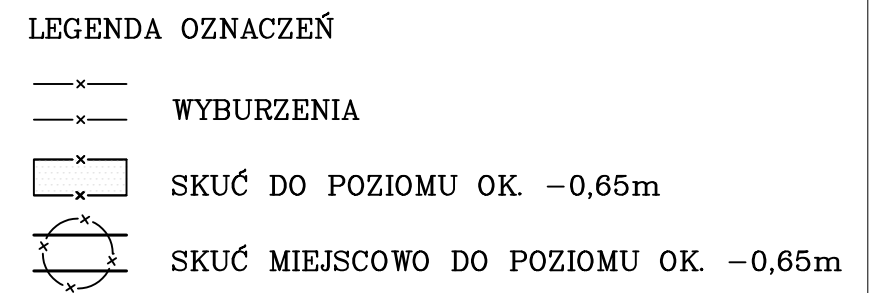 LEGENDA OZNACZEŃ
WYBURZENIA
SKUĆ DO POZIOMU OK. -0,65m
SKUĆ MIEJSCOWO DO POZIOMU OK. -0,65m